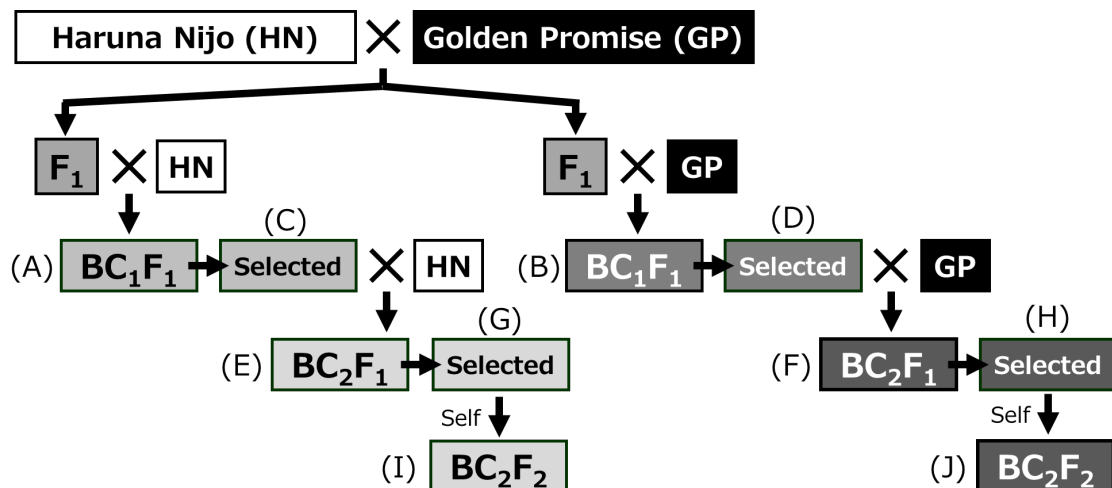 Haruna Nijo (HN) × Golden Promise (GP)
F₁ × HN F₁ × GP
(C) (D)
(A) BC₁F₁ Selected × HN (B) BC₁F₁ Selected × GP
(G) (H)
(E) BC₂F₁ Selected (F) BC₂F₁ Selected
Self Self
(I) BC₂F₂ (J) BC₂F₂